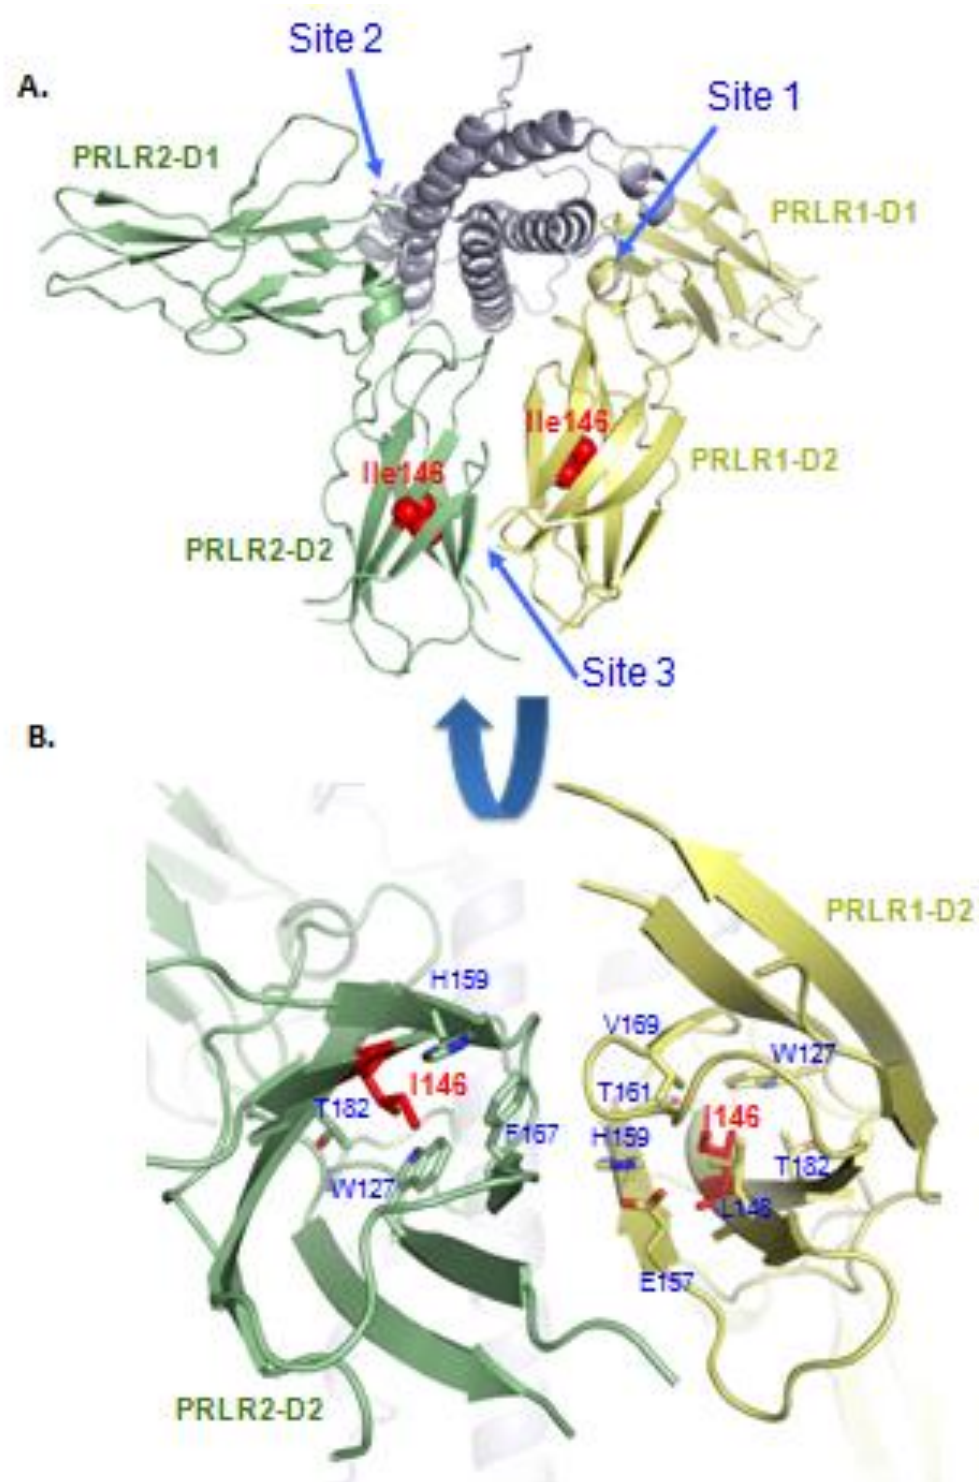 Site 2
A.
Site 1
PRLR2-D1
PRLR1-D1
Ile146
Ile146
PRLR1-D2
PRLR2-D2
Site 3
B.
PRLR1-D2
H159
V169
W127
I146
T161
I146
T182
F167
H159
T182
W127
L148
E157
PRLR2-D2